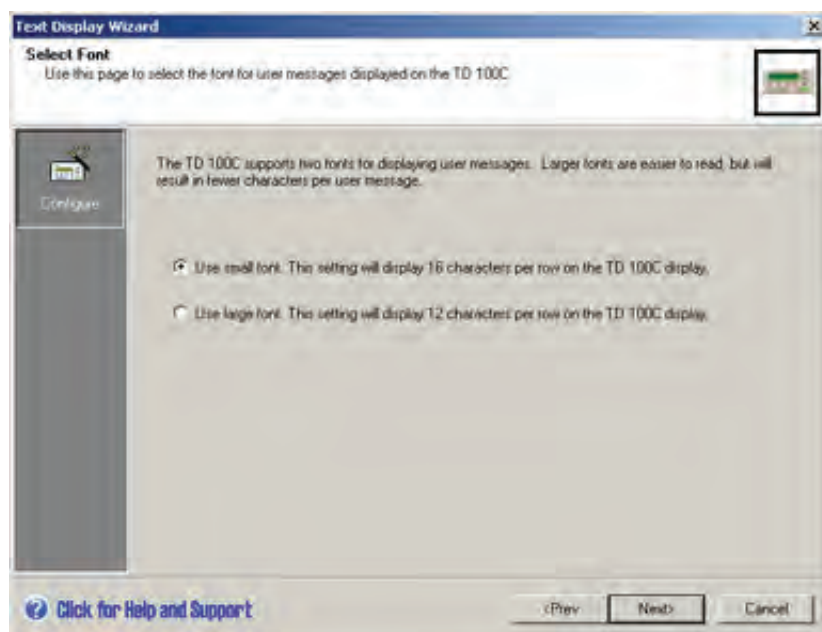 Text Display Wizard
Select Font
Use this page to select the font for user messages displayed on the TD 100C
Configure
The TD 100C supports two fonts for displaying user messages. Larger fonts are easier to read, but will
result in fewer characters per user message.
Use small font. This setting will display 16 characters per row on the TD 100C display.
Use large font. This setting will display 12 characters per row on the TD 100C display.
Click for Help and Support
<Prev
Next>
Cancel